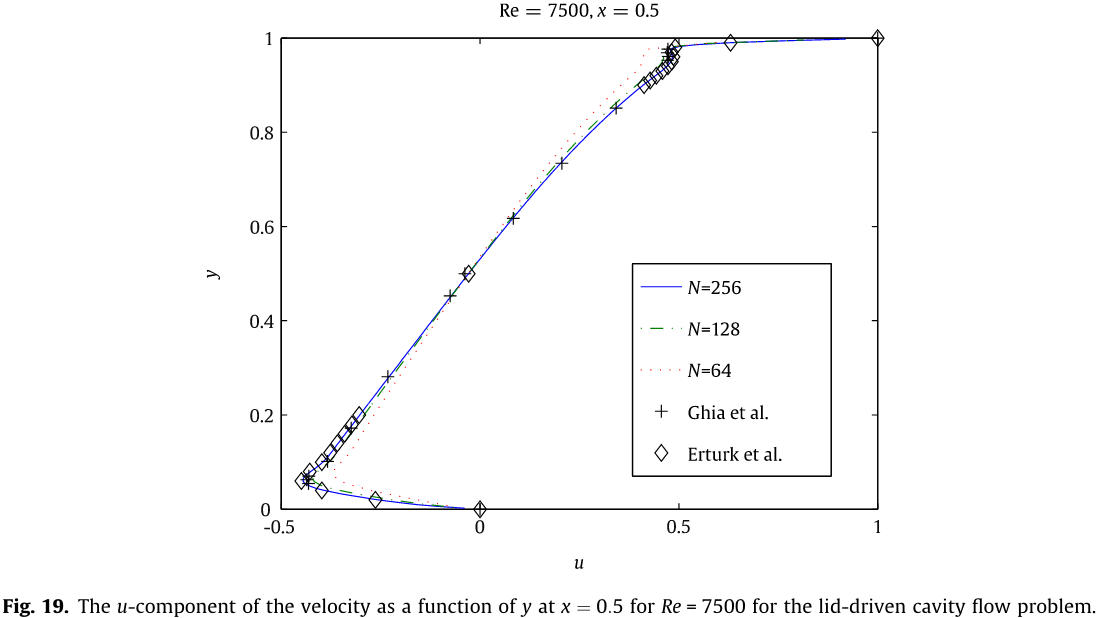 Re = 7500, x = 0.5
1
0.8
0.6
y
0.4
0.2
0
-0.5
0
0.5
1
u
N=256
N=128
N=64
Ghia et al.
Erturk et al.
Fig. 19. The u-component of the velocity as a function of y at x = 0.5 for Re = 7500 for the lid-driven cavity flow problem.